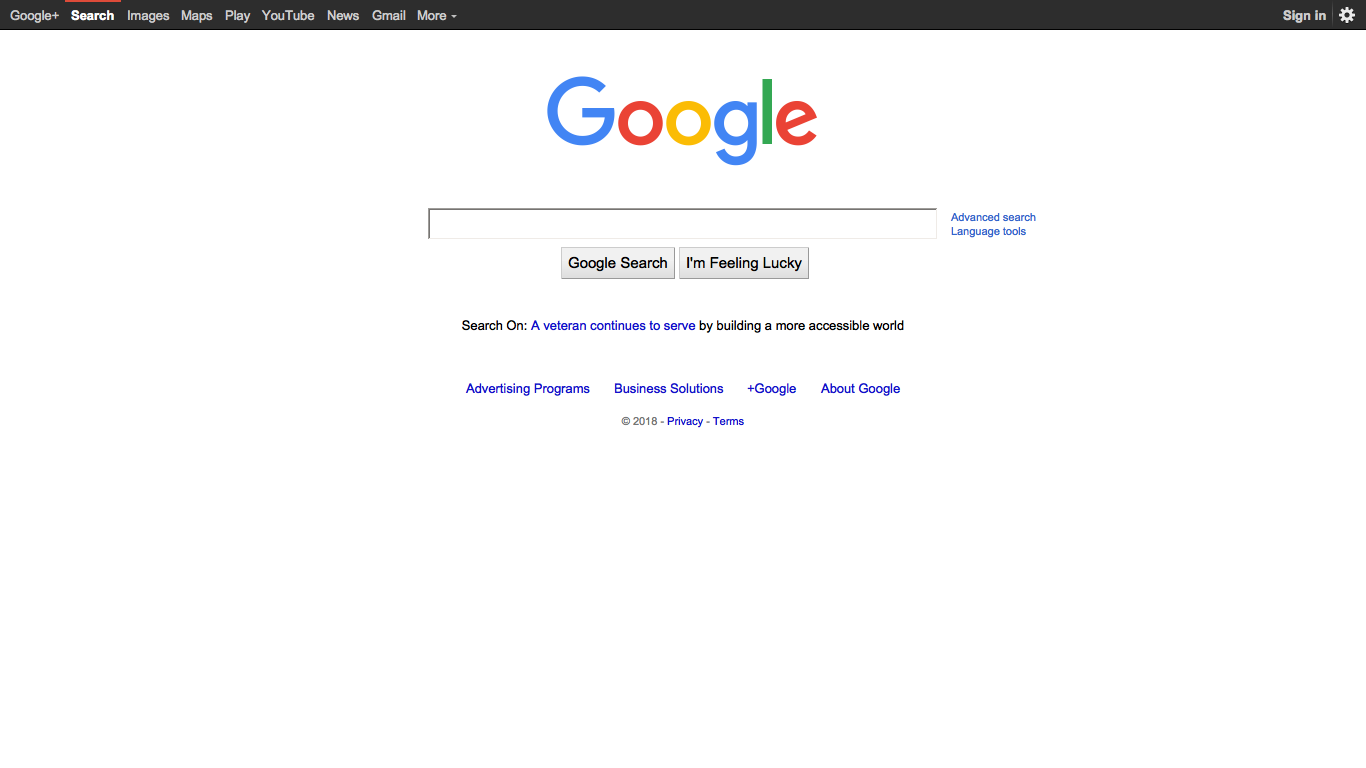 Google+ Search Images Maps Play YouTube News Gmail More Sign in
Google
Advanced search
Language tools
Google Search I'm Feeling Lucky
Search On: A veteran continues to serve by building a more accessible world
Advertising Programs Business Solutions +Google About Google
© 2018 - Privacy - Terms